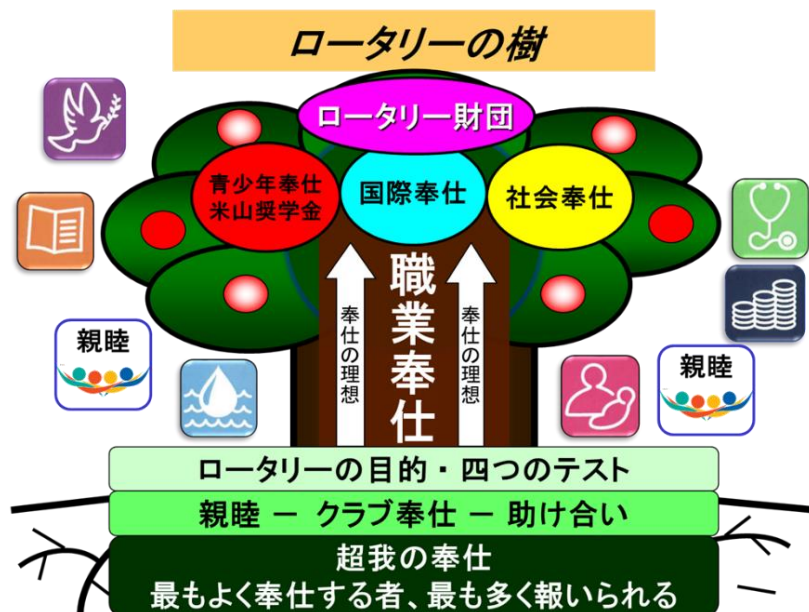 ロータリーの樹
ロータリー財団
青少年奉仕
米山奨学金
国際奉仕
社会奉仕
職業奉仕
奉仕の理想
奉仕の理想
親睦
親睦
ロータリーの目的・四つのテスト
親睦 － クラブ奉仕 － 助け合い
超我の奉仕
最もよく奉仕する者、最も多く報いられる